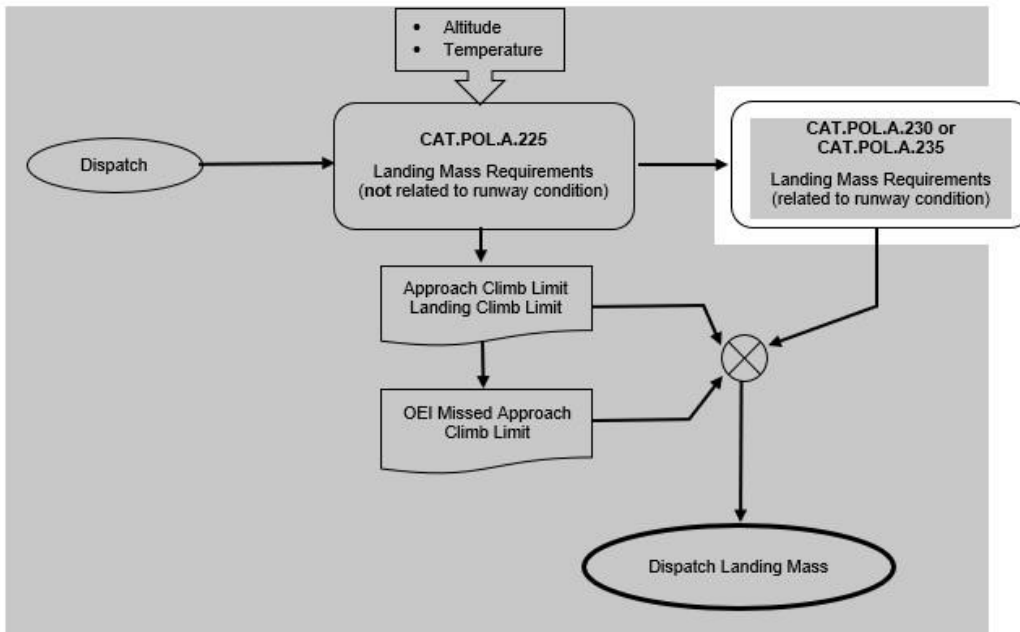 • Altitude
• Temperature
CAT.POL.A.225
Landing Mass Requirements
(not related to runway condition)
CAT.POL.A.230 or
CAT.POL.A.235
Landing Mass Requirements
(related to runway condition)
Dispatch
Approach Climb Limit
Landing Climb Limit
OEI Missed Approach
Climb Limit
Dispatch Landing Mass